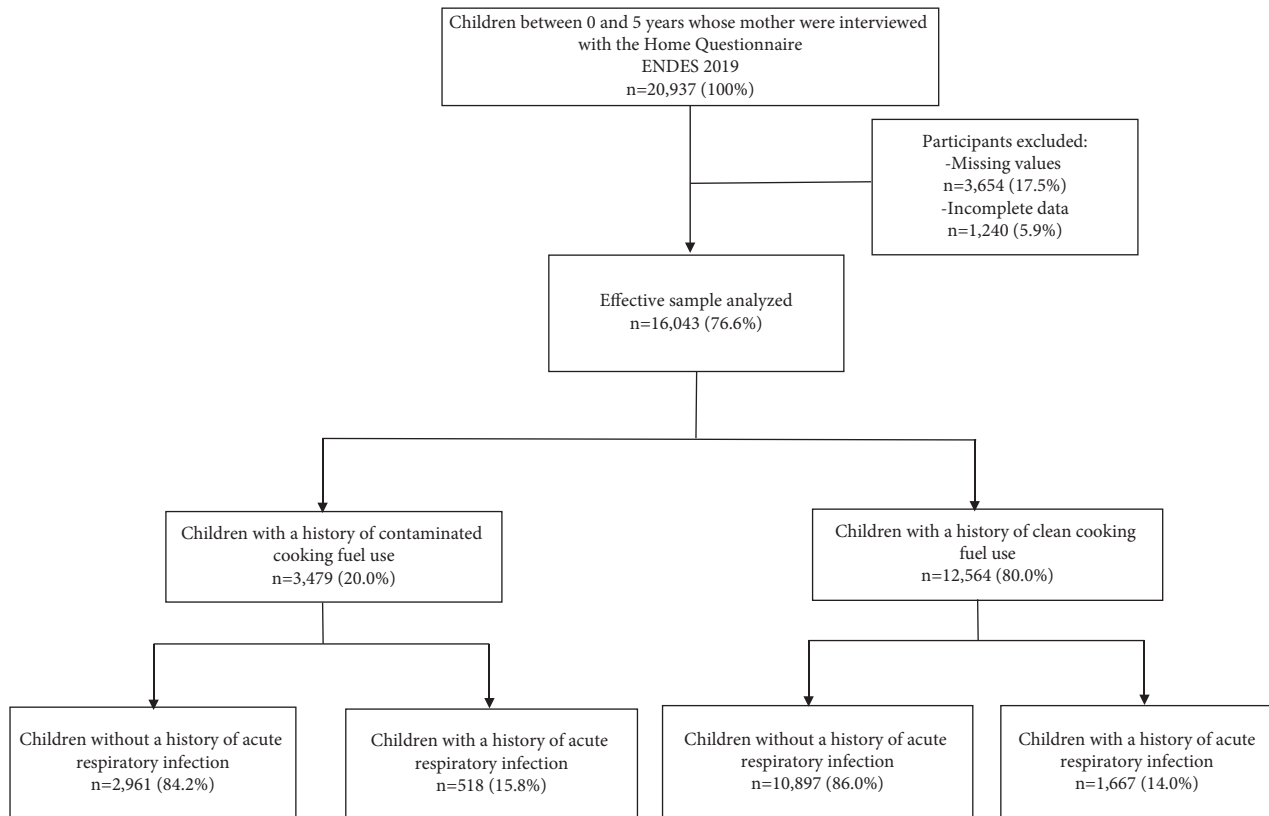 Children between 0 and 5 years whose mother were interviewed
with the Home Questionnaire
ENDES 2019
n=20,937 (100%)
Participants excluded:
-Missing values
n=3,654 (17.5%)
-Incomplete data
n=1,240 (5.9%)
Effective sample analyzed
n=16,043 (76.6%)
Children with a history of contaminated
cooking fuel use
n=3,479 (20.0%)
Children with a history of clean cooking
fuel use
n=12,564 (80.0%)
Children without a history of acute
respiratory infection
n=2,961 (84.2%)
Children with a history of acute
respiratory infection
n=518 (15.8%)
Children without a history of acute
respiratory infection
n=10,897 (86.0%)
Children with a history of acute
respiratory infection
n=1,667 (14.0%)